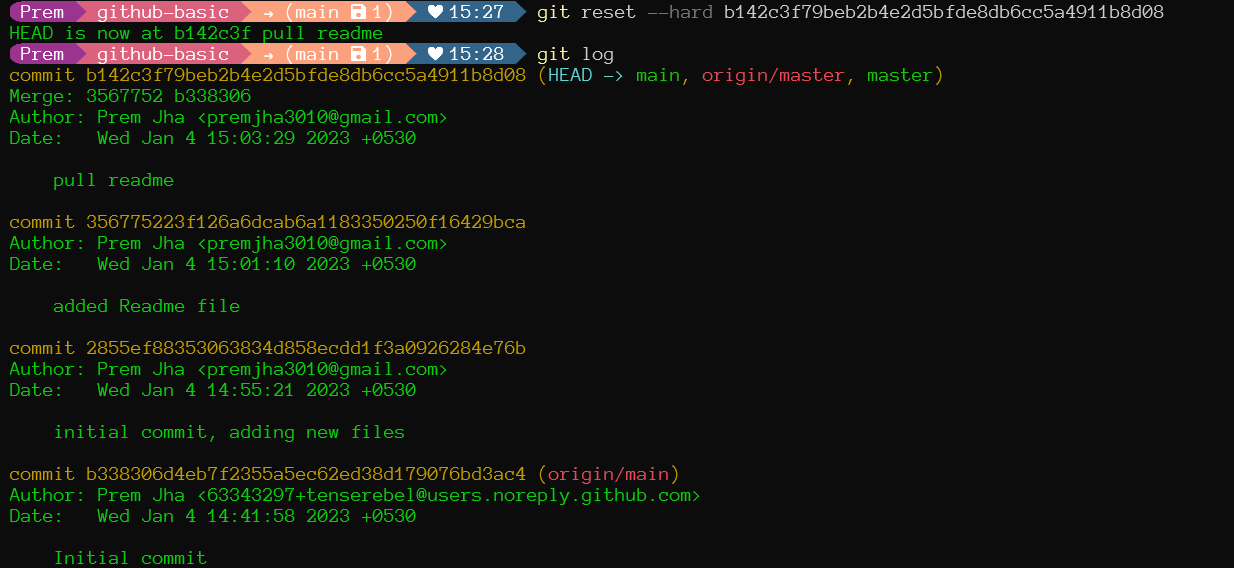 Prem github-basic → (main 1) ♥ 15:27 git reset --hard b142c3f79beb2b4e2d5bfde8db6cc5a4911b8d08
HEAD is now at b142c3f pull readme
Prem github-basic → (main 1) ♥ 15:28 git log
commit b142c3f79beb2b4e2d5bfde8db6cc5a4911b8d08 (HEAD -> main, origin/master, master)
Merge: 3567752 b338306
Author: Prem Jha <premjha3010@gmail.com>
Date:   Wed Jan 4 15:03:29 2023 +0530
pull readme
commit 356775223f126a6dcab6a1183350250f16429bca
Author: Prem Jha <premjha3010@gmail.com>
Date:   Wed Jan 4 15:01:10 2023 +0530
added Readme file
commit 2855ef88353063834d858ecdd1f3a0926284e76b
Author: Prem Jha <premjha3010@gmail.com>
Date:   Wed Jan 4 14:55:21 2023 +0530
initial commit, adding new files
commit b338306d4eb7f2355a5ec62ed38d179076bd3ac4 (origin/main)
Author: Prem Jha <63343297+tenserebel@users.noreply.github.com>
Date:   Wed Jan 4 14:41:58 2023 +0530
Initial commit